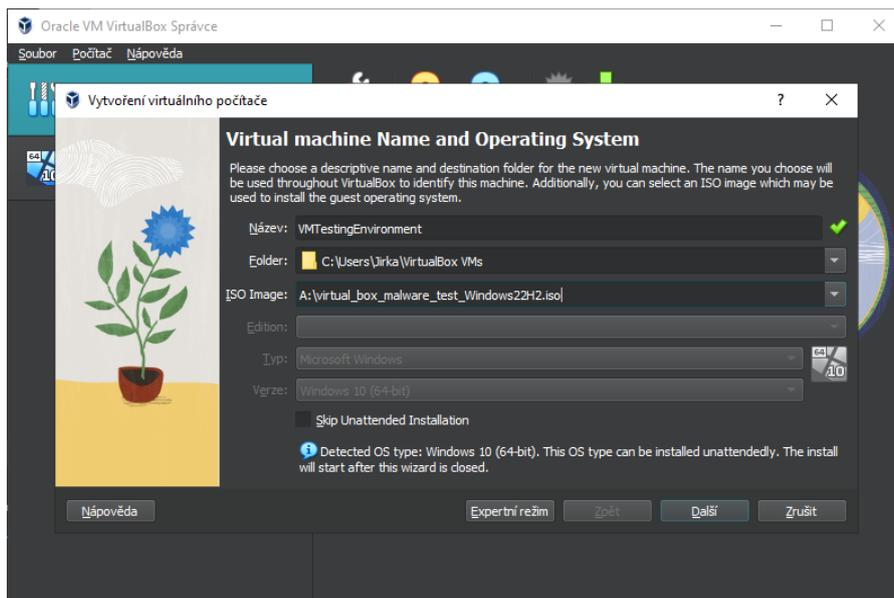 Oracle VM VirtualBox Správce
Soubor Počítač Nápověda
Vytvoření virtuálního počítače
64
10
Virtual machine Name and Operating System
Please choose a descriptive name and destination folder for the new virtual machine. The name you choose will
be used throughout VirtualBox to identify this machine. Additionally, you can select an ISO image which may be
used to install the guest operating system.
Název: VMTestingEnvironment
Folder: C:\Users\Jirka\VirtualBox VMs
ISO Image: A:\virtual_box_malware_test_Windows22H2.iso
Edition:
Typ: Microsoft Windows
64
10
Verze: Windows 10 (64-bit)
Skip Unattended Installation
Detected OS type: Windows 10 (64-bit). This OS type can be installed unattendedly. The install
will start after this wizard is closed.
Nápověda Expertní režim Zpět Další Zrušit